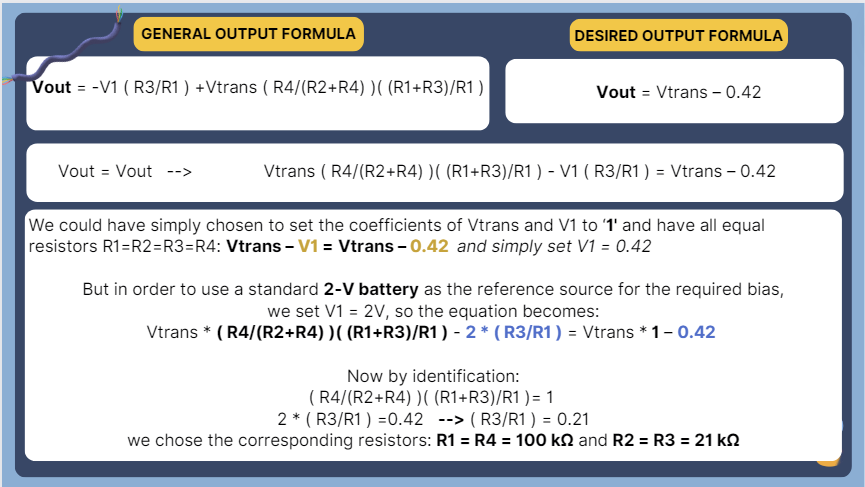 GENERAL OUTPUT FORMULA
DESIRED OUTPUT FORMULA
Vout = -V1 ( R3/R1 ) +Vtrans ( R4/(R2+R4) )( (R1+R3)/R1 )
Vout = Vtrans – 0.42
Vout = Vout --> Vtrans ( R4/(R2+R4) )( (R1+R3)/R1 ) - V1 ( R3/R1 ) = Vtrans – 0.42
We could have simply chosen to set the coefficients of Vtrans and V1 to ‘1' and have all equal
resistors R1=R2=R3=R4: Vtrans – V1 = Vtrans – 0.42 and simply set V1 = 0.42
But in order to use a standard 2-V battery as the reference source for the required bias,
we set V1 = 2V, so the equation becomes:
Vtrans * ( R4/(R2+R4) )( (R1+R3)/R1 ) - 2 * ( R3/R1 ) = Vtrans * 1 – 0.42
Now by identification:
( R4/(R2+R4) )( (R1+R3)/R1 )= 1
2 * ( R3/R1 ) =0.42 --> ( R3/R1 ) = 0.21
we chose the corresponding resistors: R1 = R4 = 100 kΩ and R2 = R3 = 21 kΩ